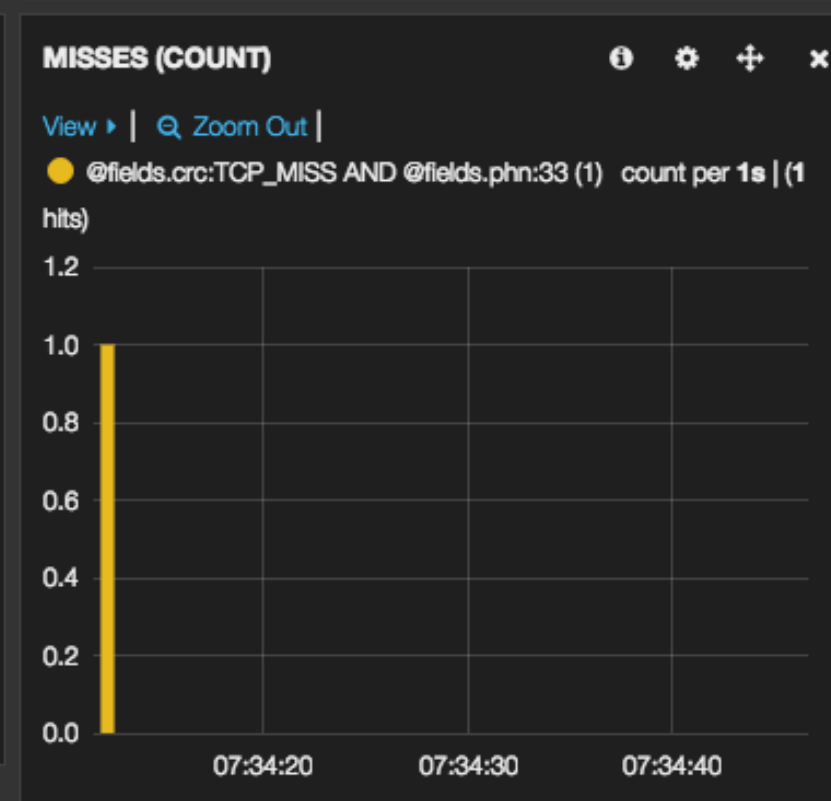 MISSES (COUNT)
View | Zoom Out |
@fields.crc:TCP_MISS AND @fields.phn:33 (1) count per 1s | (1
hits)
1.2
1.0
0.8
0.6
0.4
0.2
0.0
07:34:20 07:34:30 07:34:40